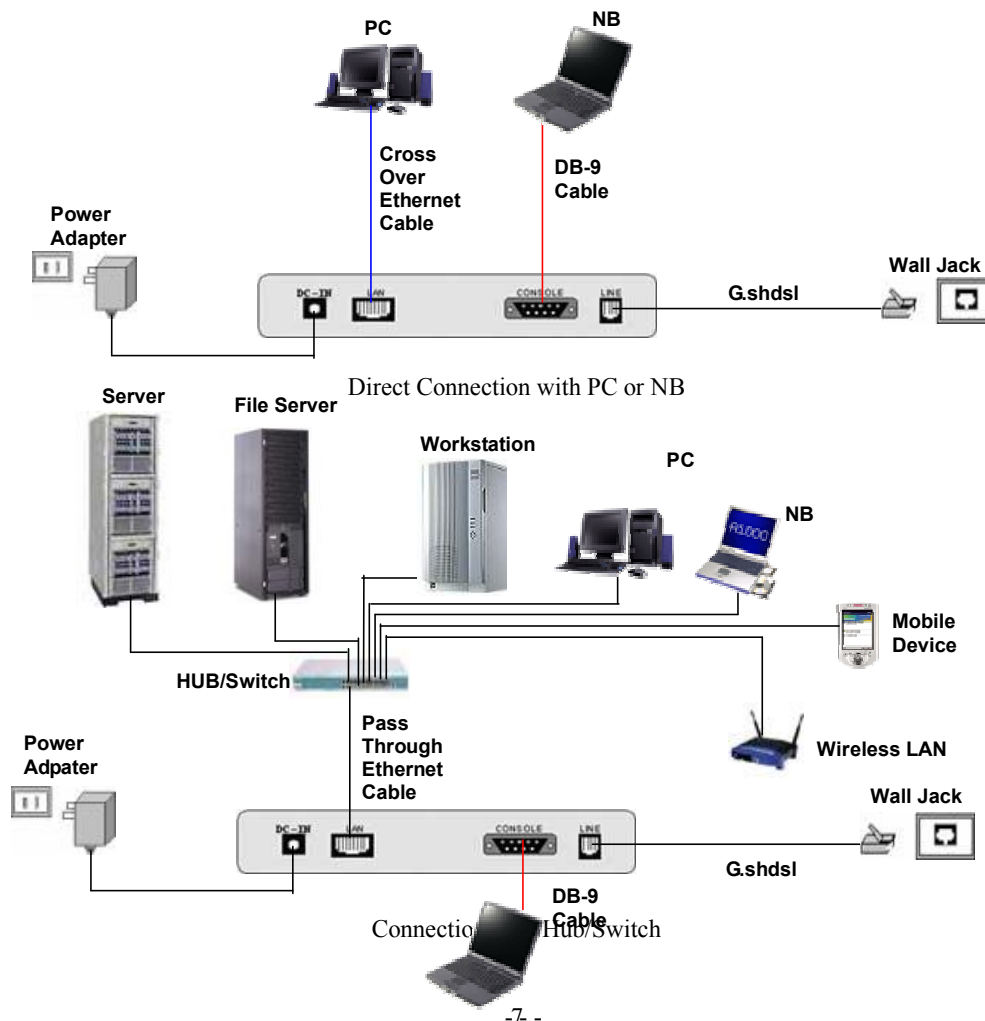 PC
NB
Cross
Over
Ethernet
Cable
DB-9
Cable
Power
Adapter
Wall Jack
DC-IN
LAN
CONSOLE
LINE
G.shdsl
Direct Connection with PC or NB
Server
File Server
Workstation
PC
NB
Mobile
Device
HUB/Switch
Pass
Through
Ethernet
Cable
Wireless LAN
Power
Adpater
Wall Jack
DC-IN
LAN
CONSOLE
LINE
G.shdsl
DB-9
Cable
Connectio Hub/Switch
-7- -